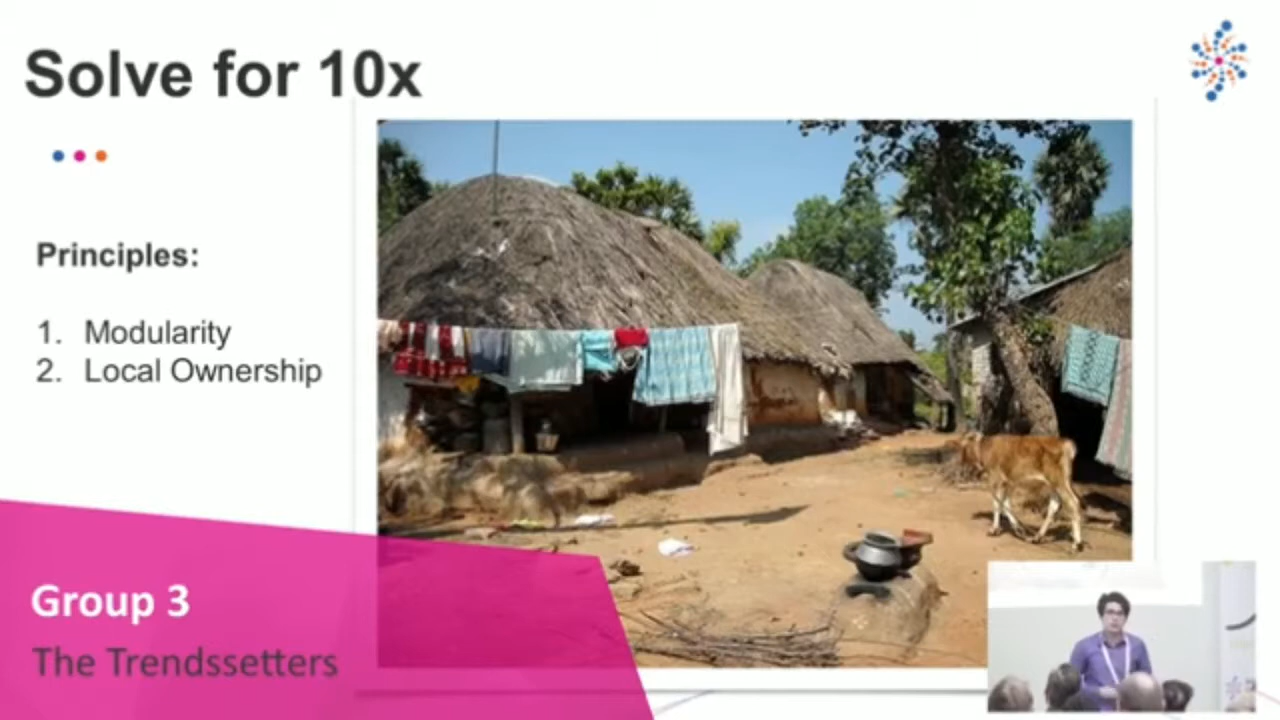 Solve for 10x
Principles:
1. Modularity
2. Local Ownership
Group 3
The Trendssetters